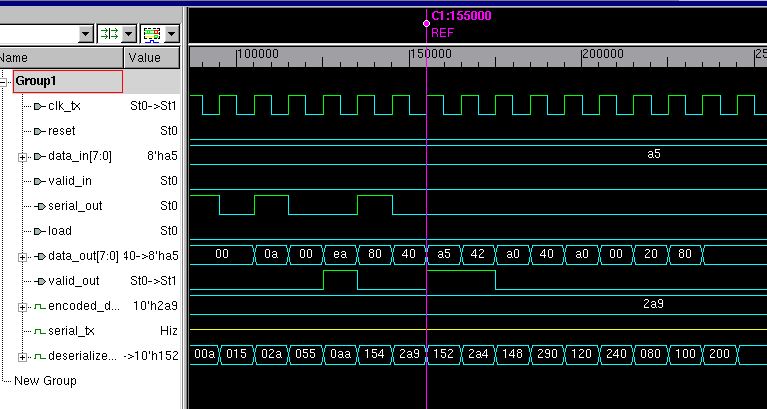 C1:155000
REF
Name Value 100000 150000 200000 25
Group1
clk_tx St0->St1
reset St0
data_in[7:0] 8'ha5 a5
valid_in St0
serial_out St0
load St0
data_out[7:0] 40->8'ha5 00 0a 00 ea 80 40 a5 42 a0 40 a0 00 20 80
valid_out St0->St1
encoded_d... 10'h2a9 2a9
serial_tx Hiz
deserialize... ->10'h152 00a 015 02a 055 0aa 154 2a9 152 2a4 148 290 120 240 080 100 200
New Group